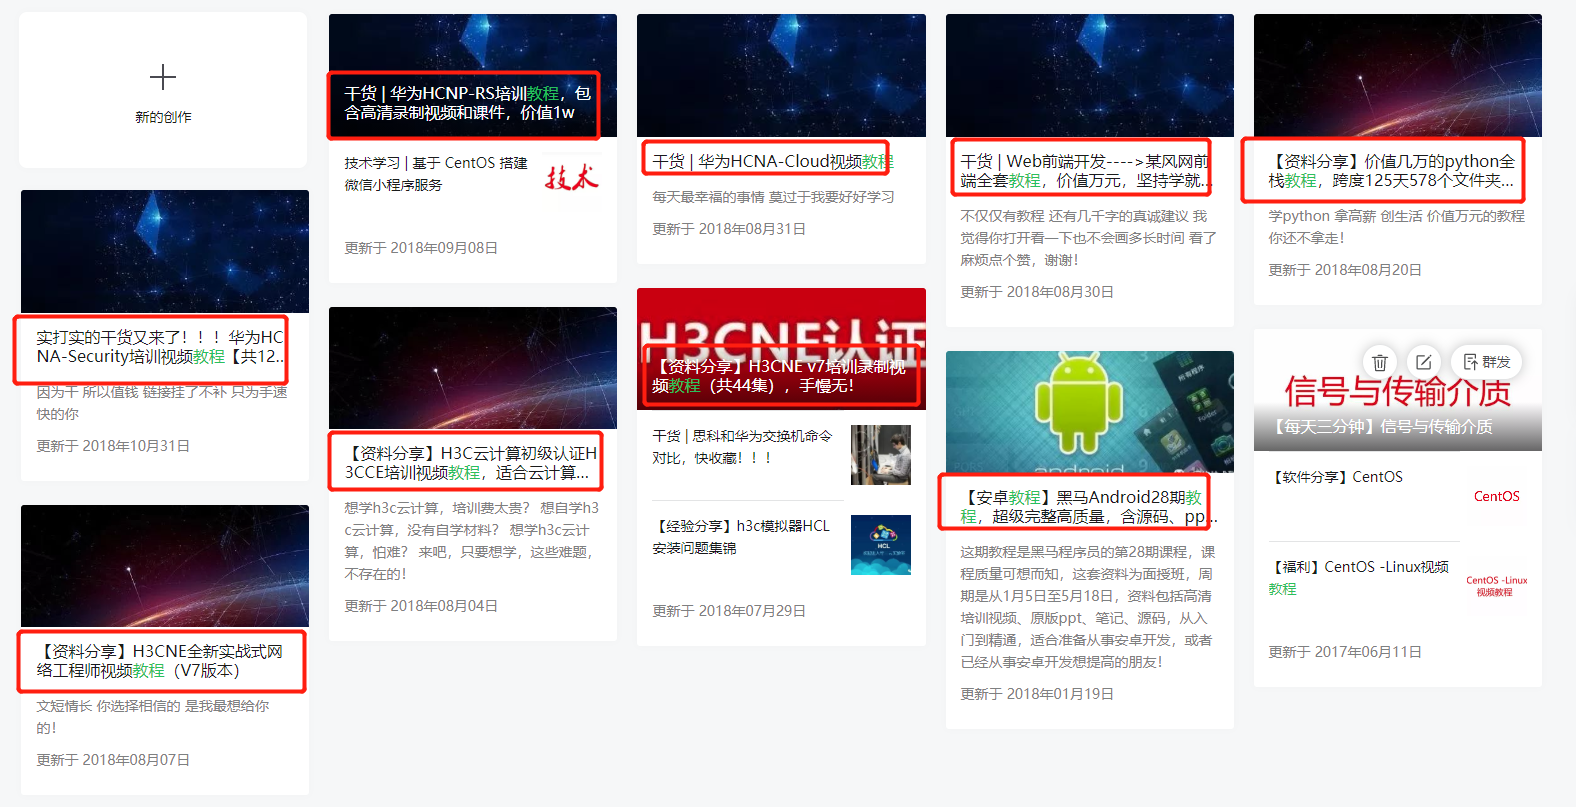 新的创作
实打实的干货又来了！！！华为HC
NA-Security培训视频教程【共12...
因为干 所以值钱 链接挂了不补 只为手速
快的你
更新于 2018年10月31日
【资料分享】H3CNE全新实战式网
络工程师视频教程（V7版本）
文短情长 你选择相信的 是我最想给你
的！
更新于 2018年08月07日
干货 | 华为HCNP-RS培训教程，包
含高清录制视频和课件，价值1w
技术学习 | 基于 CentOS 搭建
微信小程序服务
技术
更新于 2018年09月08日
【资料分享】H3C云计算初级认证H
3CCE培训视频教程，适合云计算...
想学h3c云计算，培训费太贵？ 想自学h3
c云计算，没有自学材料？ 想学h3c云计
算，怕难？ 来吧，只要想学，这些难题，
不存在的！
更新于 2018年08月04日
干货 | 华为HCNA-Cloud视频教程
每天最幸福的事情 莫过于我要好好学习
更新于 2018年08月31日
H3CNE认证
【资料分享】H3CNE v7培训录制视
频教程（共44集），手慢无！
干货 | 思科和华为交换机命令
对比，快收藏！！！
【经验分享】h3c模拟器HCL
安装问题集锦
HCL
更新于 2018年07月29日
干货 | Web前端开发---->某风网前
端全套教程，价值万元，坚持学就...
不仅仅有教程 还有几千字的真诚建议 我
觉得你打开看一下也不会画多长时间 看了
麻烦点个赞，谢谢！
更新于 2018年08月30日
所有程序
Folder
android
【安卓教程】黑马Android28期教
程，超级完整高质量，含源码、pp...
这期教程是黑马程序员的第28期课程，课
程质量可想而知，这套资料为面授班，周
期是从1月5日至5月18日，资料包括高清
培训视频、原版ppt、笔记、源码，从入
门到精通，适合准备从事安卓开发，或者
已经从事安卓开发想提高的朋友！
更新于 2018年01月19日
【资料分享】价值几万的python全
栈教程，跨度125天578个文件夹...
学python 拿高薪 创生活 价值万元的教程
你还不拿走！
更新于 2018年08月20日
群发
信号与传输介质
【每天三分钟】信号与传输介质
【软件分享】CentOS
CentOS
【福利】CentOS -Linux视频
教程
CentOS -Linux
视频教程
更新于 2017年06月11日